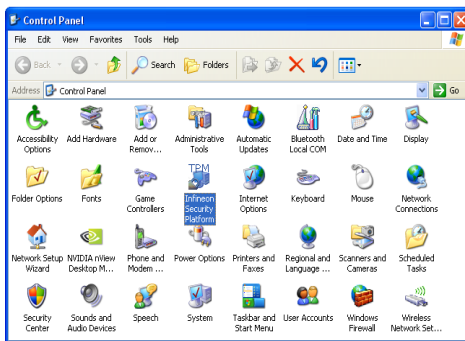 Control Panel
File Edit View Favorites Tools Help
Back Search Folders
Address Control Panel Go
Accessibility Options
Add Hardware
Add or Remov...
Administrative Tools
Automatic Updates
Bluetooth Local COM
Date and Time
Display
Folder Options
Fonts
Game Controllers
TPM
Infineon Security Platform
Internet Options
Keyboard
Mouse
Network Connections
Network Setup Wizard
NVIDIA nView Desktop M...
Phone and Modem ...
Power Options
Printers and Faxes
Regional and Language ...
Scanners and Cameras
Scheduled Tasks
Security Center
Sounds and Audio Devices
Speech
System
Taskbar and Start Menu
User Accounts
Windows Firewall
Wireless Network Set...